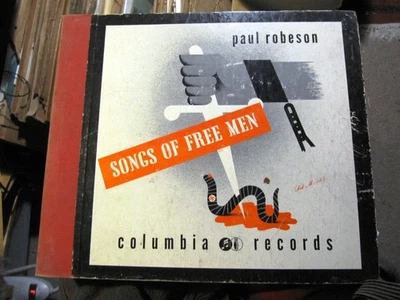 paul robeson
SONGS OF FREE MEN
columbia records